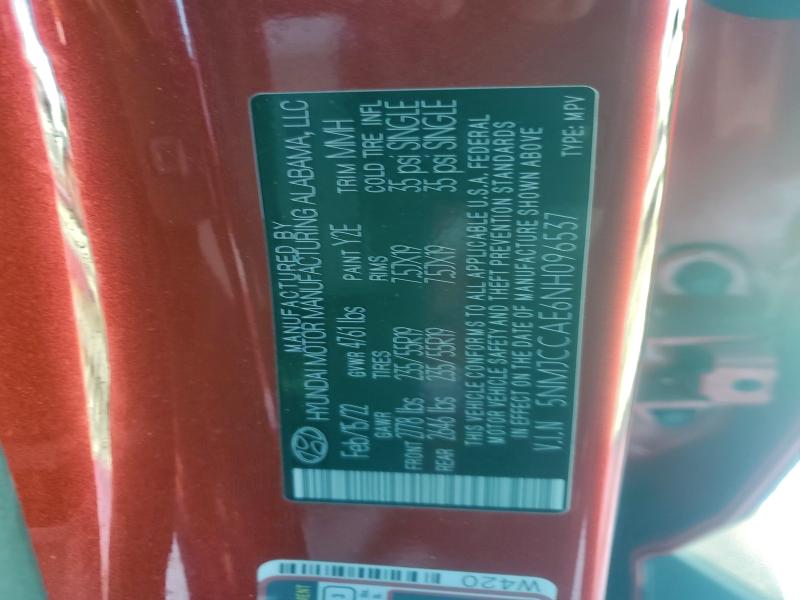 MANUFACTURED BY
HYUNDAI MOTOR MANUFACTURING ALABAMA, LLC
Feb/15/22 GVWR 4761 lbs PAINT Y2E TRIM MMH
GAWR TIRES RIMS COLD TIRE INFL
FRONT 2778 lbs 235/55R19 7.5JX19 35 psi SINGLE
REAR 2646 lbs 235/55R19 7.5JX19 35 psi SINGLE
THIS VEHICLE CONFORMS TO ALL APPLICABLE U.S.A. FEDERAL
MOTOR VEHICLE SAFETY AND THEFT PREVENTION STANDARDS
IN EFFECT ON THE DATE OF MANUFACTURE SHOWN ABOVE
V.I.N 5NMJCCAE6NH096537 TYPE: MPV
W420